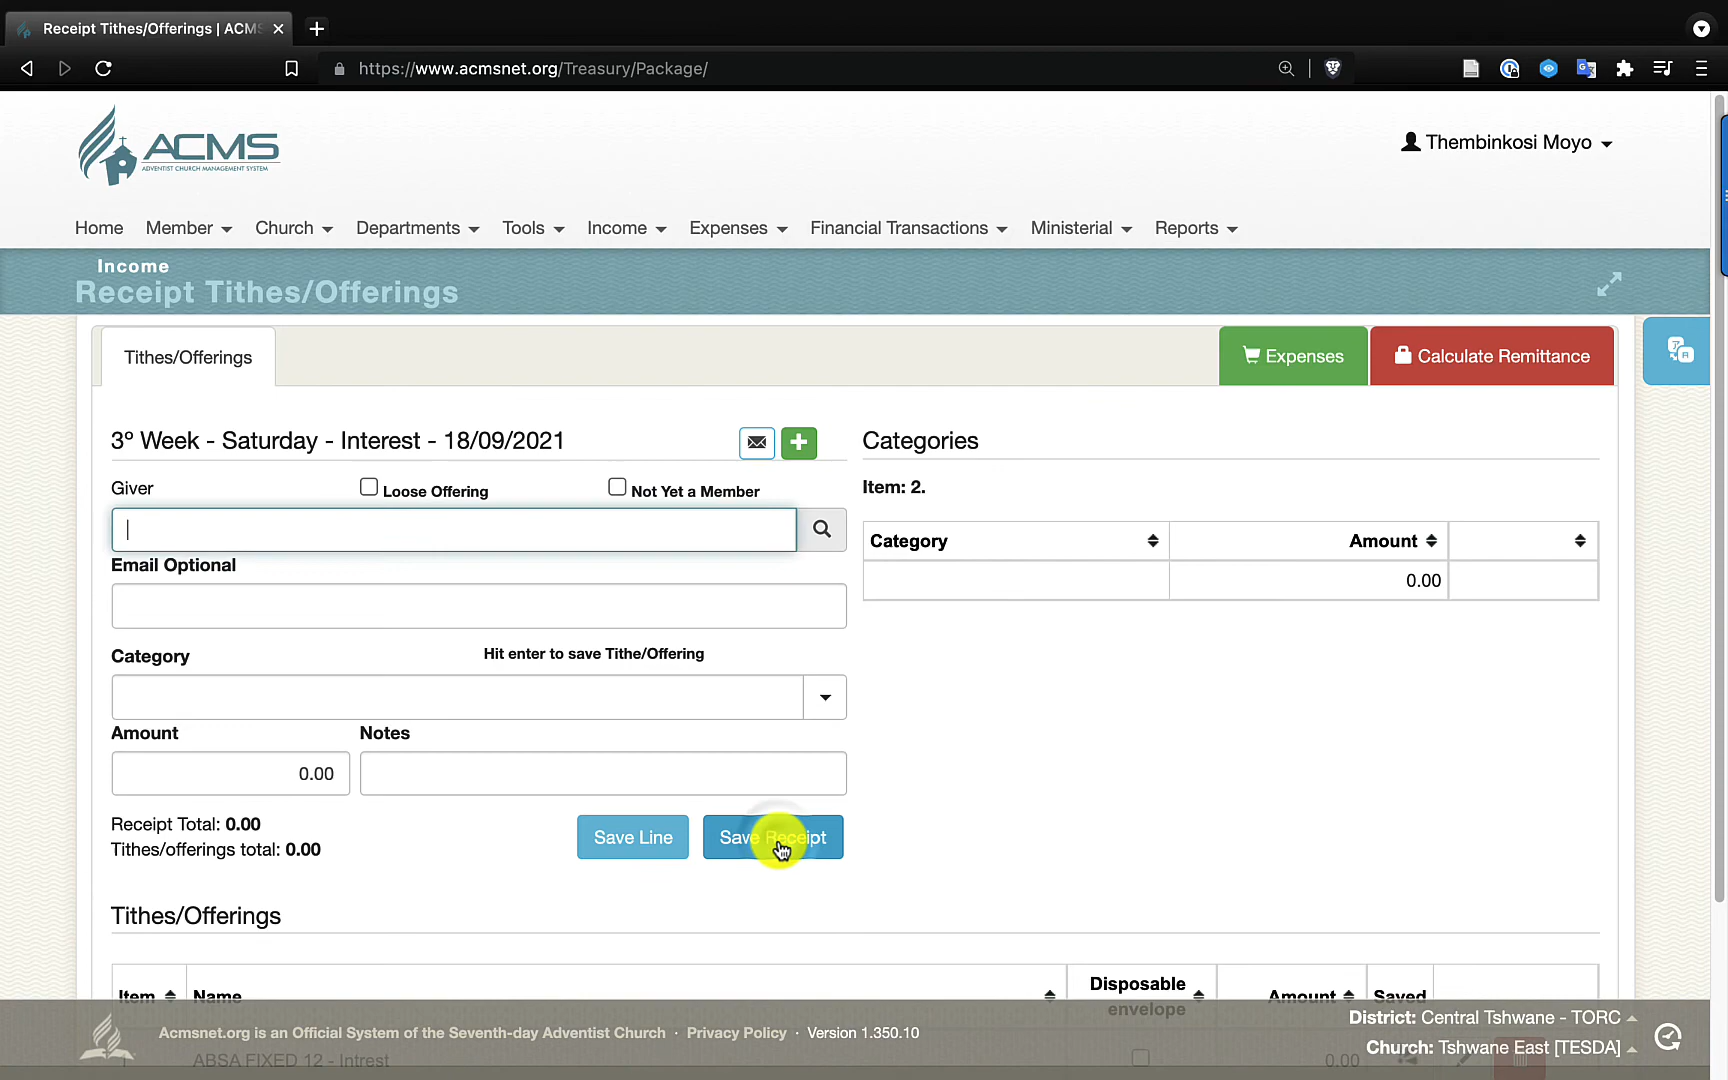 Receipt Tithes/Offerings | ACMS
https://www.acmsnet.org/Treasury/Package/
ACMS
ADVENTIST CHURCH MANAGEMENT SYSTEM
Thembinkosi Moyo
Home Member Church Departments Tools Income Expenses Financial Transactions Ministerial Reports
Income
Receipt Tithes/Offerings
Tithes/Offerings
Expenses
Calculate Remittance
3º Week - Saturday - Interest - 18/09/2021
Categories
Giver
Loose Offering
Not Yet a Member
Item: 2.
Category Amount
0.00
Email Optional
Category
Hit enter to save Tithe/Offering
Amount
Notes
0.00
Receipt Total: 0.00
Tithes/offerings total: 0.00
Save Line
Save Receipt
Tithes/Offerings
Item Name Disposable envelope Amount Saved
Acmsnet.org is an Official System of the Seventh-day Adventist Church · Privacy Policy · Version 1.350.10
District: Central Tshwane - TORC
Church: Tshwane East [TESDA]
1 ABSA FIXED 12 - Intrest 0.00